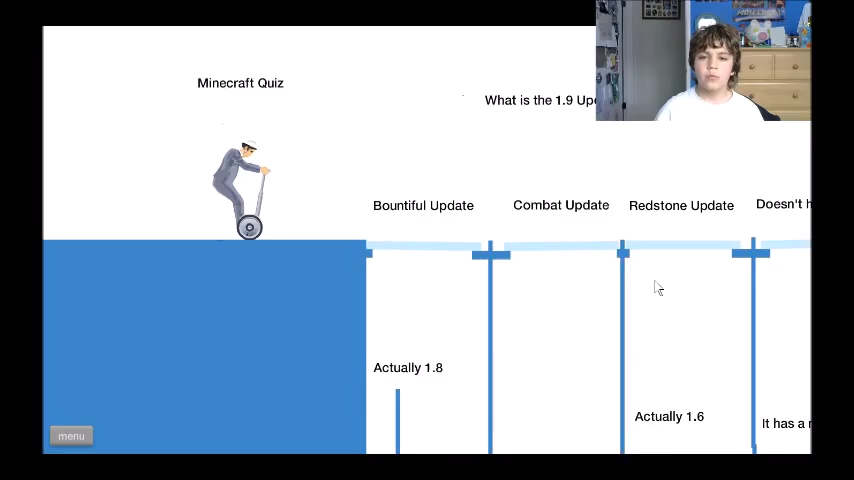 Minecraft Quiz
What is the 1.9 Up
Bountiful Update
Combat Update
Redstone Update
Doesn't h
Actually 1.8
Actually 1.6
It has a
menu